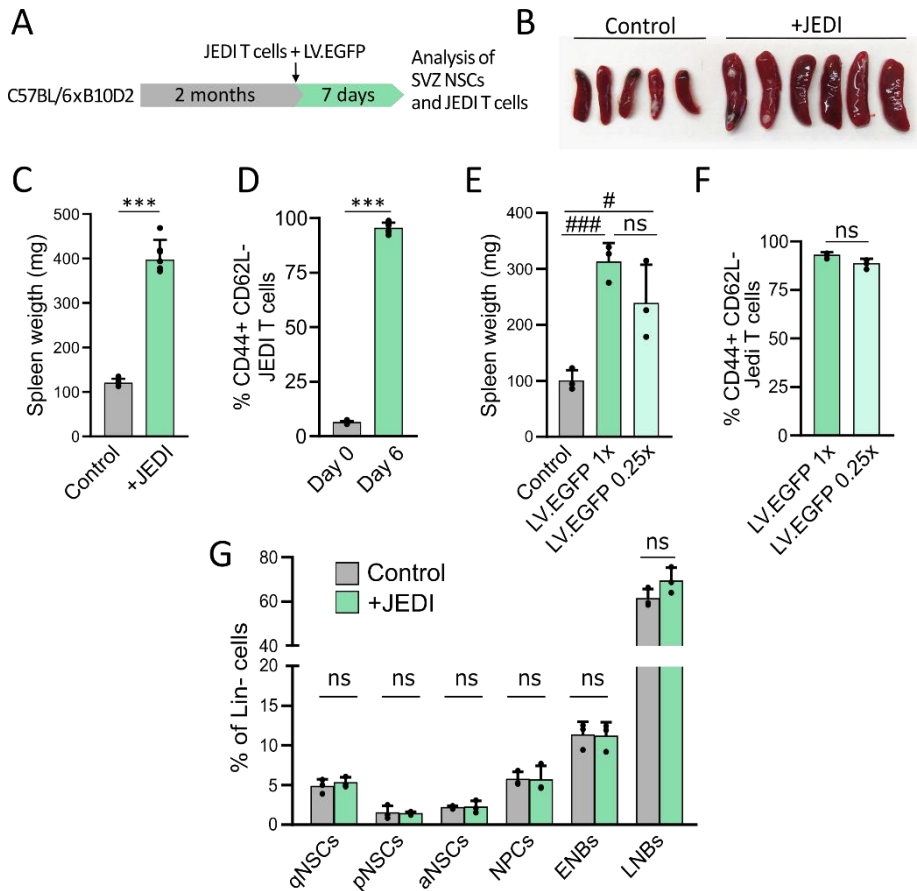 A
JEDI T cells + LV.EGFP
C57BL/6xB10D2
2 months
7 days
Analysis of
SVZ NSCs
and JEDI T cells
B
Control
+JEDI
C
Spleen weigth (mg)
500
400
300
200
100
0
***
Control
+JEDI
D
% CD44+ CD62L-
JEDI T cells
100
75
50
25
0
***
Day 0
Day 6
E
Spleen weigth (mg)
400
300
200
100
0
#
###
ns
Control
LV.EGFP 1x
LV.EGFP 0.25x
F
% CD44+ CD62L-
Jedi T cells
100
75
50
25
0
ns
LV.EGFP 1x
LV.EGFP 0.25x
G
% of Lin- cells
80
60
40
20
15
10
5
0
Control
+JEDI
ns
ns
ns
ns
ns
ns
qNSCs
pNSCs
aNSCs
NPCs
ENBs
LNBs